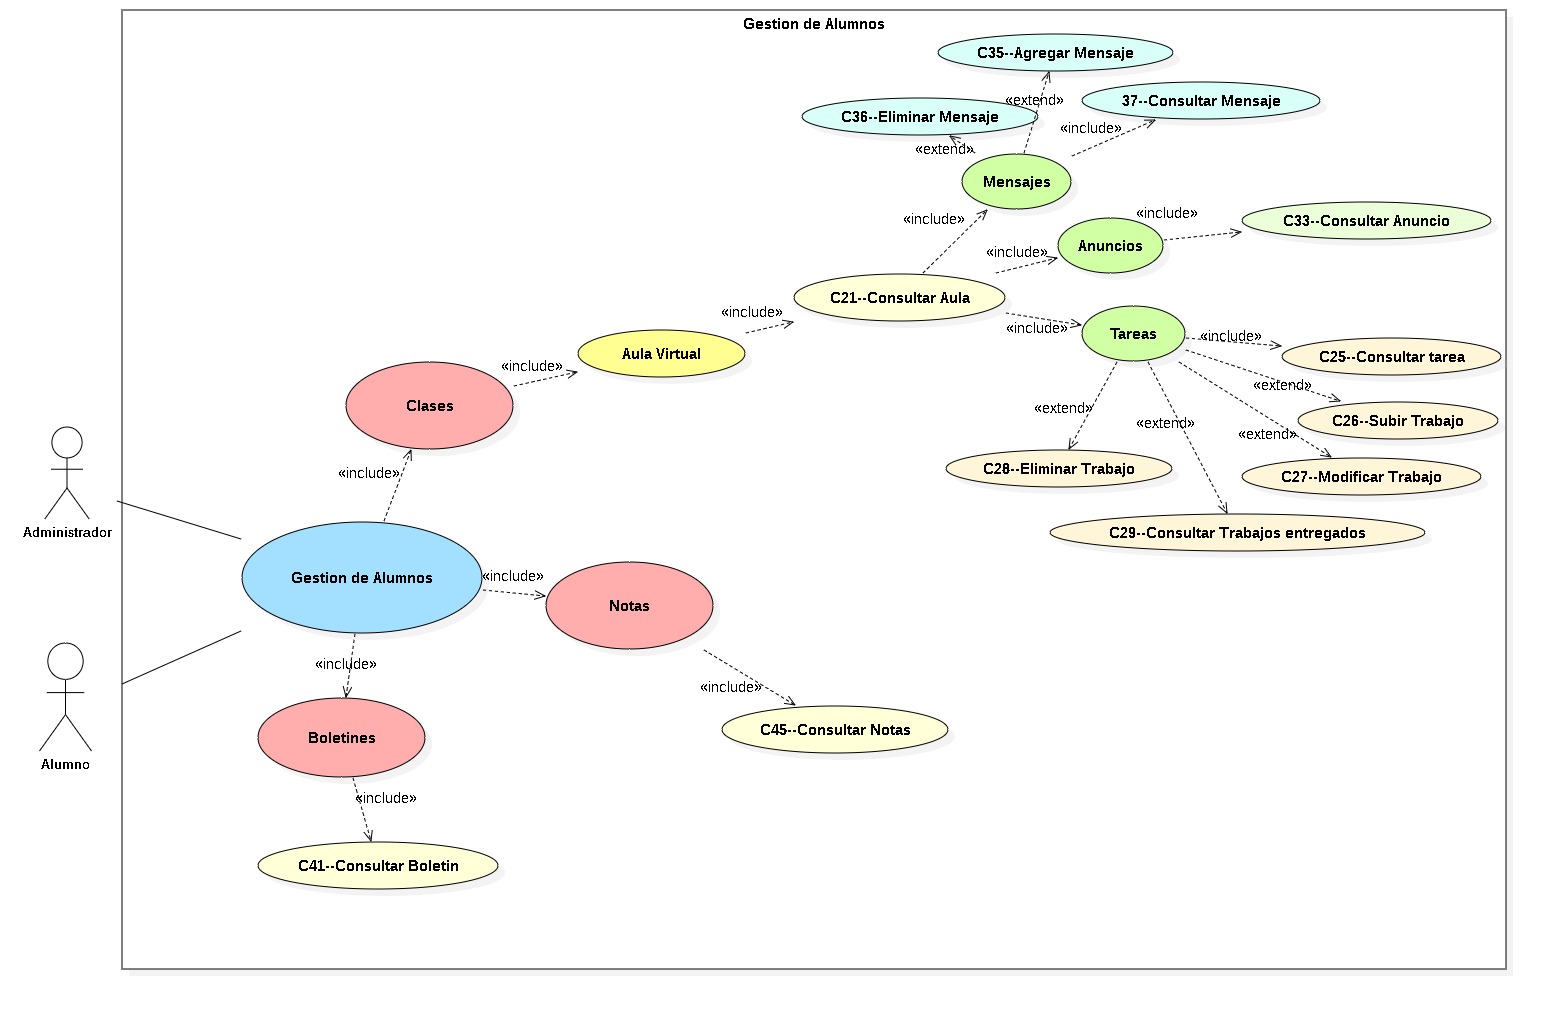 Gestion de Alumnos
C35--Agregar Mensaje
«extend»
37--Consultar Mensaje
C36--Eliminar Mensaje
«include»
«extend»
Mensajes
«include»
«include»
C33--Consultar Anuncio
Anuncios
«include»
C21--Consultar Aula
«include»
«include»
Tareas
«include»
Aula Virtual
C25--Consultar tarea
«include»
«extend»
Clases
«extend»
C26--Subir Trabajo
«extend»
«extend»
C28--Eliminar Trabajo
C27--Modificar Trabajo
«include»
Administrador
C29--Consultar Trabajos entregados
Gestion de Alumnos
«include»
Notas
«include»
«include»
C45--Consultar Notas
Boletines
Alumno
«include»
C41--Consultar Boletin